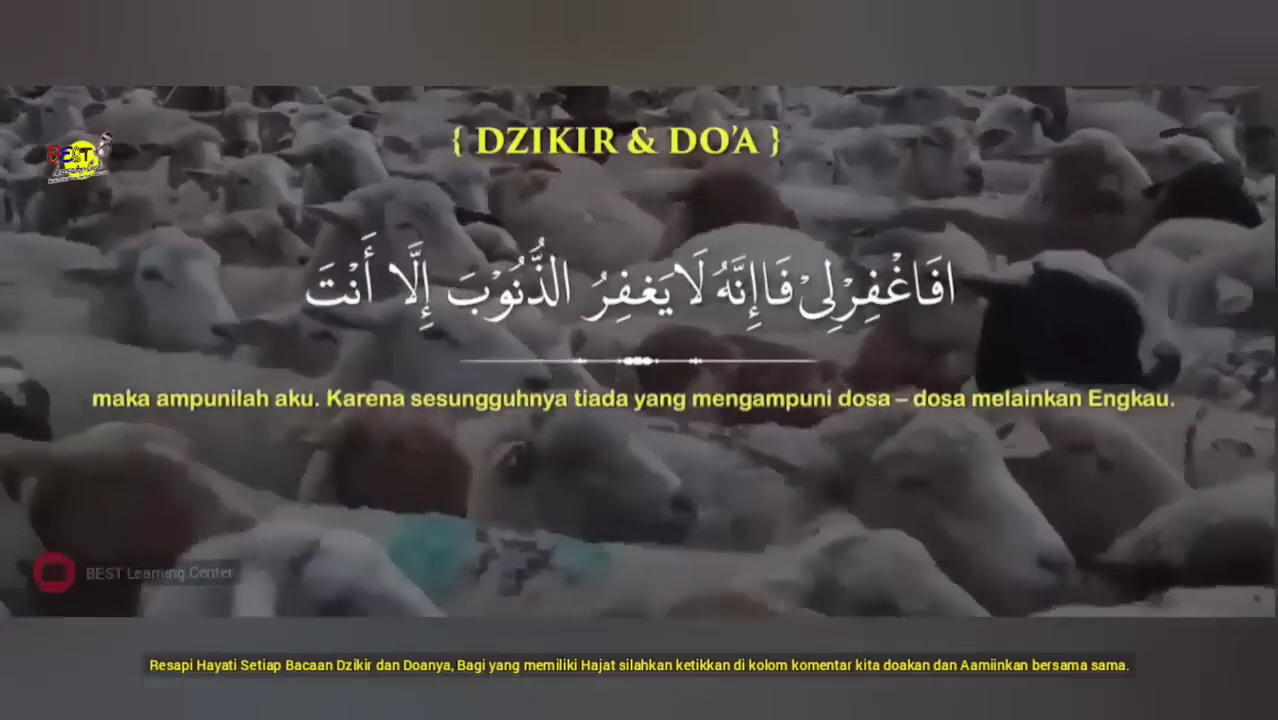 { DZIKIR & DO'A }
BEST
افَاغْفِرْلِىْ فَاإِنَّهُ لَا يَغْفِرُ الذُّنُوْبَ إِلَّا أَنْتَ
maka ampunilah aku. Karena sesungguhnya tiada yang mengampuni dosa – dosa melainkan Engkau.
BEST Learning Center
Resapi Hayati Setiap Bacaan Dzikir dan Doanya, Bagi yang memiliki Hajat silahkan ketikkan di kolom komentar kita doakan dan Aamiinkan bersama sama.